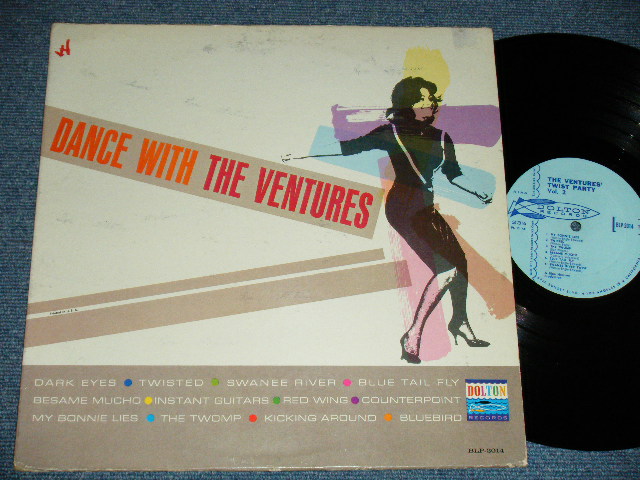 DANCE WITH THE VENTURES
DARK EYES • TWISTED • SWANEE RIVER • BLUE TAIL FLY
BESAME MUCHO • INSTANT GUITARS • RED WING • COUNTERPOINT
MY BONNIE LIES • THE TWOMP • KICKING AROUND • BLUEBIRD
DOLTON
RECORDS
BLP-2014
THE VENTURES'
TWIST PARTY
Vol. 2
DOLTON
RECORDS